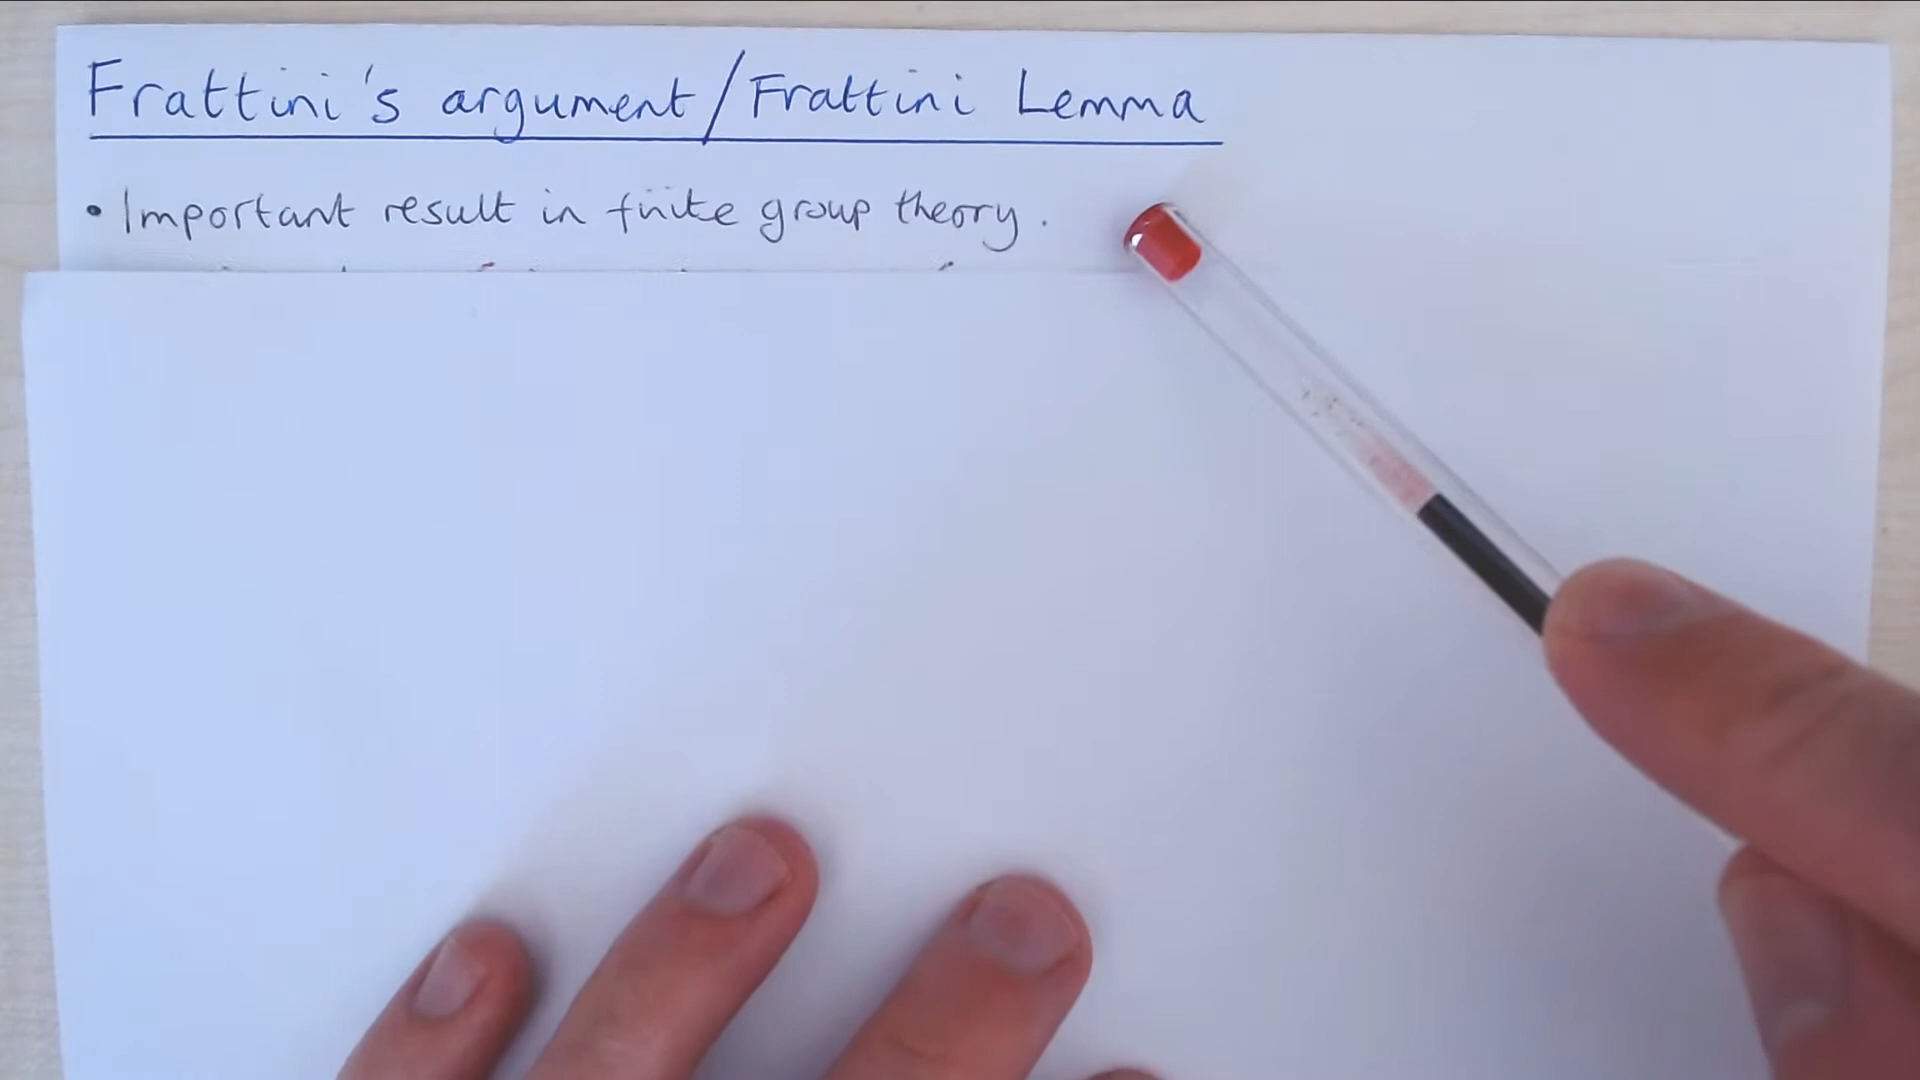 Frattini's argument/Frattini Lemma
• Important result in finite group theory.